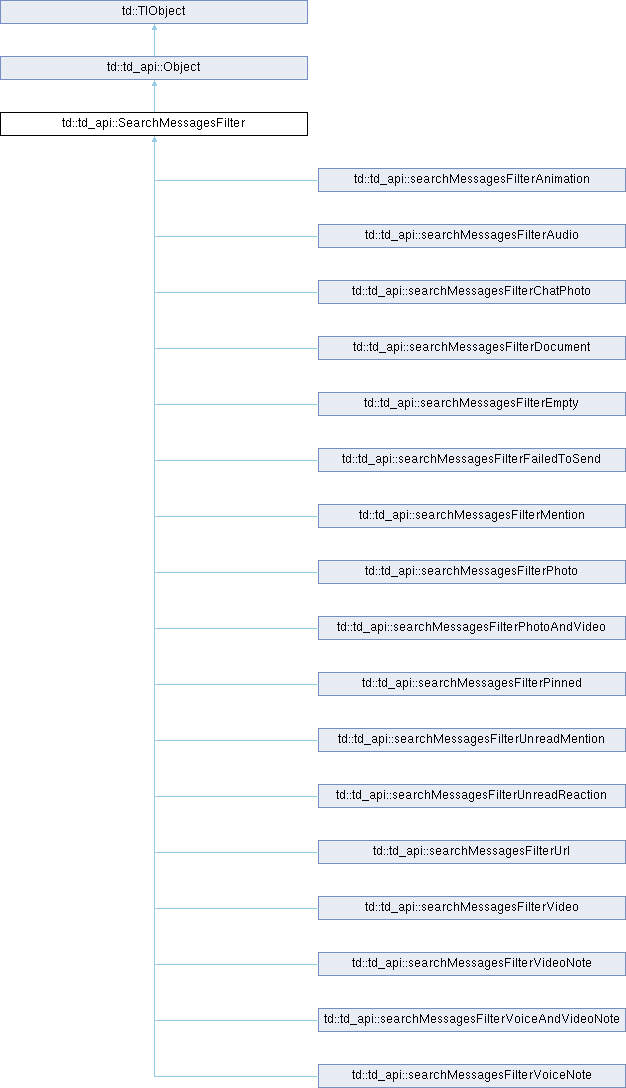 td::TlObject
td::td_api::Object
td::td_api::SearchMessagesFilter
td::td_api::searchMessagesFilterAnimation
td::td_api::searchMessagesFilterAudio
td::td_api::searchMessagesFilterChatPhoto
td::td_api::searchMessagesFilterDocument
td::td_api::searchMessagesFilterEmpty
td::td_api::searchMessagesFilterFailedToSend
td::td_api::searchMessagesFilterMention
td::td_api::searchMessagesFilterPhoto
td::td_api::searchMessagesFilterPhotoAndVideo
td::td_api::searchMessagesFilterPinned
td::td_api::searchMessagesFilterUnreadMention
td::td_api::searchMessagesFilterUnreadReaction
td::td_api::searchMessagesFilterUrl
td::td_api::searchMessagesFilterVideo
td::td_api::searchMessagesFilterVideoNote
td::td_api::searchMessagesFilterVoiceAndVideoNote
td::td_api::searchMessagesFilterVoiceNote